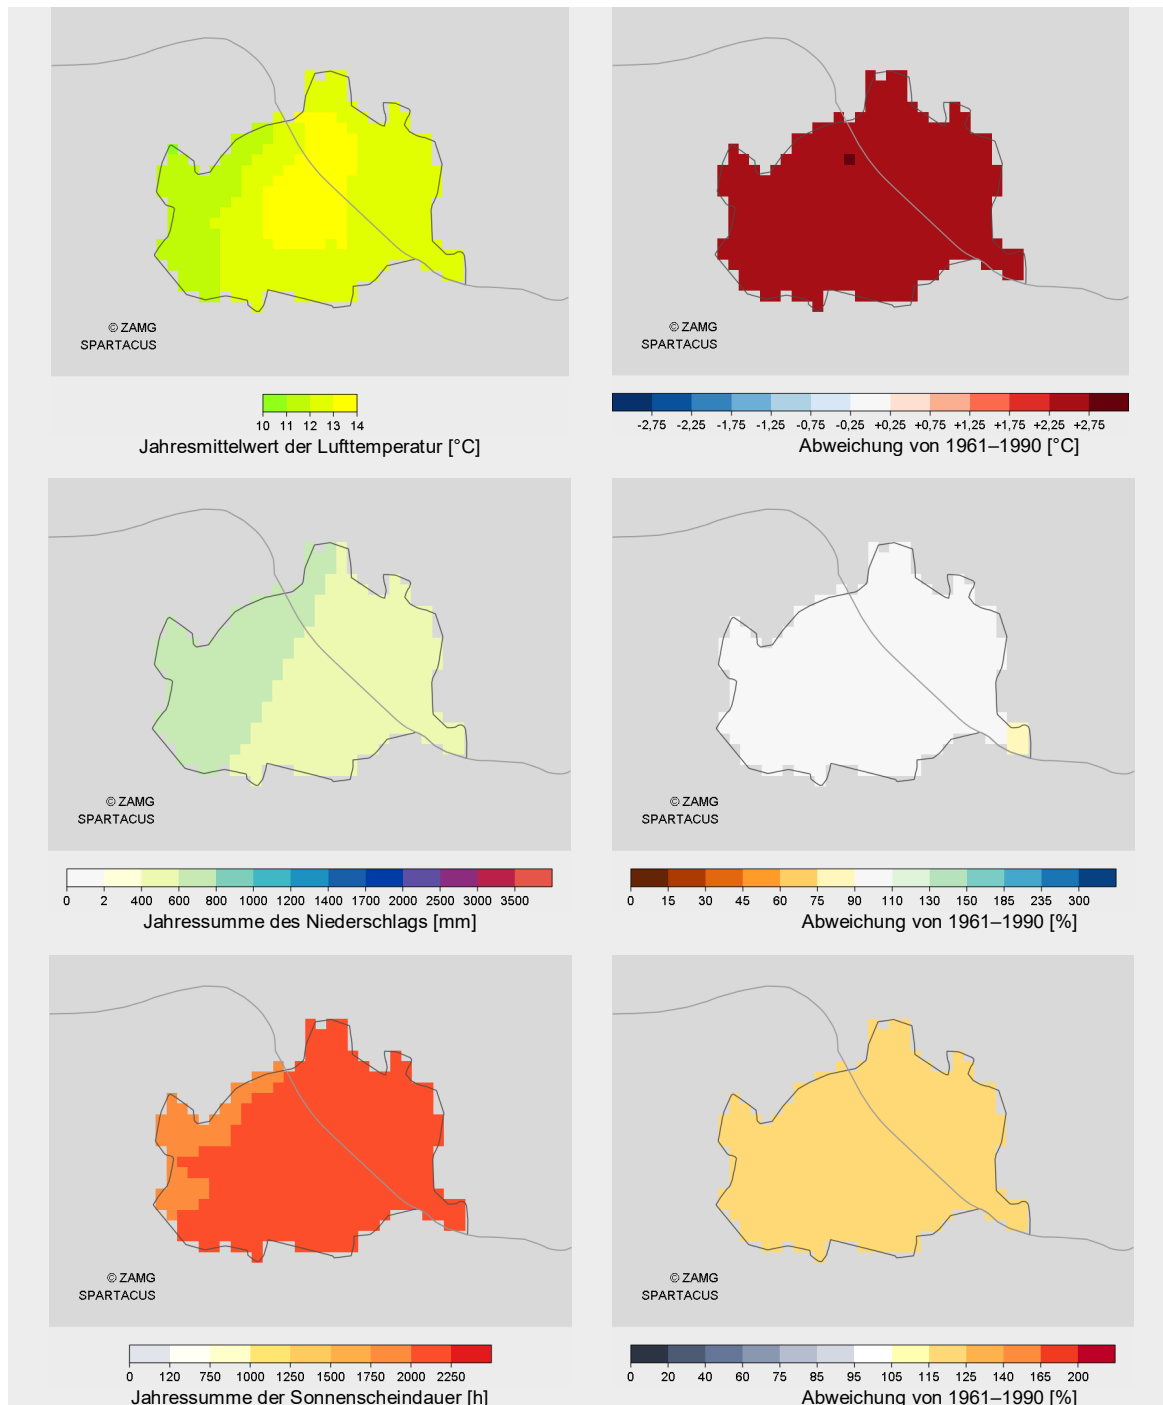 © ZAMG
SPARTACUS
10 11 12 13 14
Jahresmittelwert der Lufttemperatur [°C]
© ZAMG
SPARTACUS
-2,75 -2,25 -1,75 -1,25 -0,75 -0,25 +0,25 +0,75 +1,25 +1,75 +2,25 +2,75
Abweichung von 1961–1990 [°C]
© ZAMG
SPARTACUS
0 2 400 600 800 1000 1200 1400 1700 2000 2500 3000 3500
Jahressumme des Niederschlags [mm]
© ZAMG
SPARTACUS
0 15 30 45 60 75 90 110 130 150 185 235 300
Abweichung von 1961–1990 [%]
© ZAMG
SPARTACUS
0 120 750 1000 1250 1500 1750 2000 2250
Jahressumme der Sonnenscheindauer [h]
© ZAMG
SPARTACUS
0 20 40 60 75 85 95 105 115 125 140 165 200
Abweichung von 1961–1990 [%]